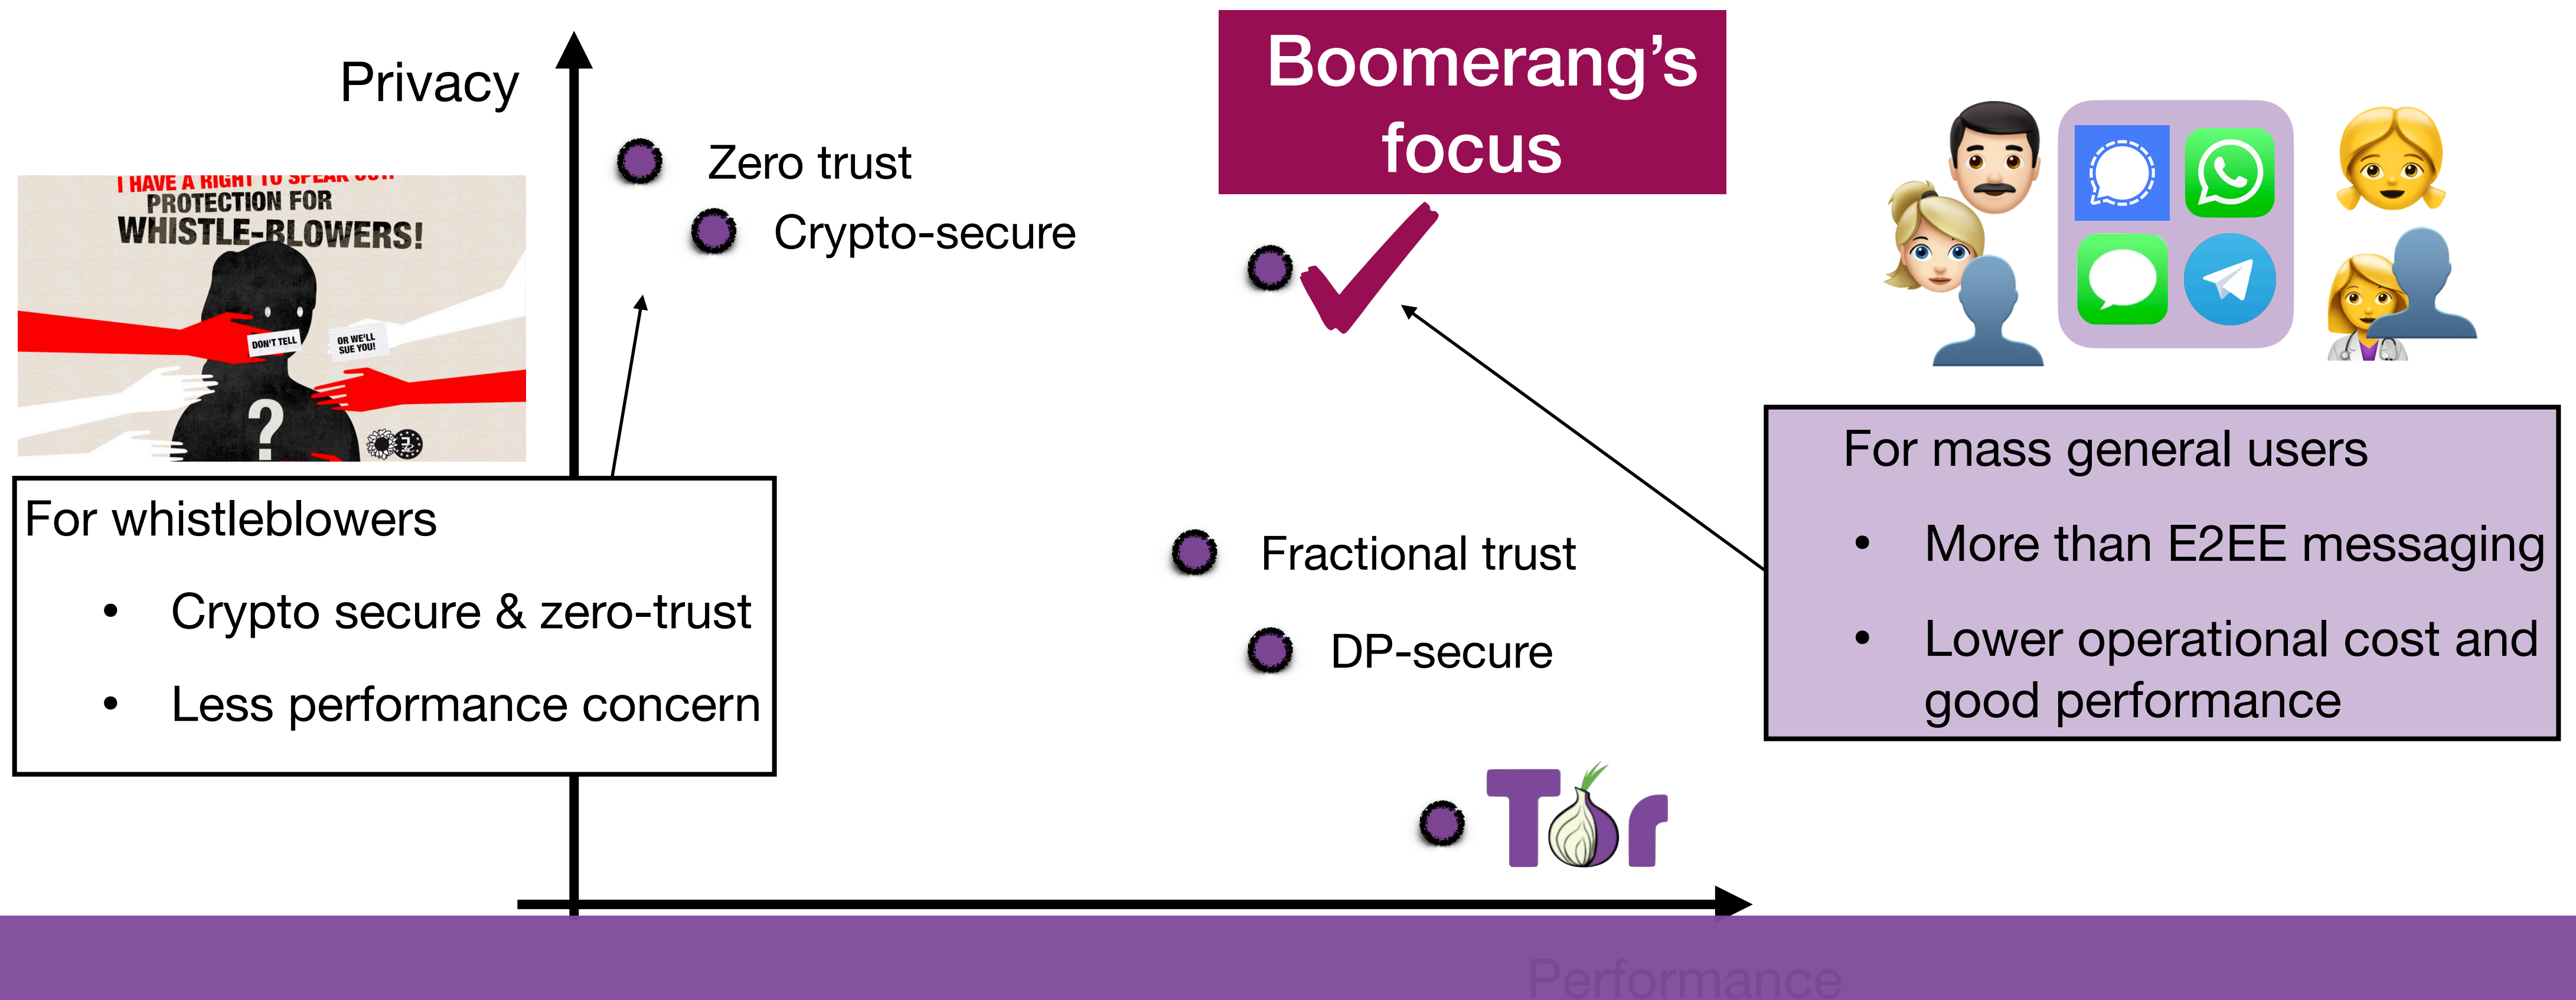 Privacy
Boomerang's
focus
Zero trust
Crypto-secure
I HAVE A RIGHT TO SPEAK OUT!
PROTECTION FOR
WHISTLE-BLOWERS!
DON'T TELL
OR WE'LL
SUE YOU!
?
For whistleblowers
• Crypto secure & zero-trust
• Less performance concern
Fractional trust
DP-secure
Tor
For mass general users
• More than E2EE messaging
• Lower operational cost and
good performance
Performance